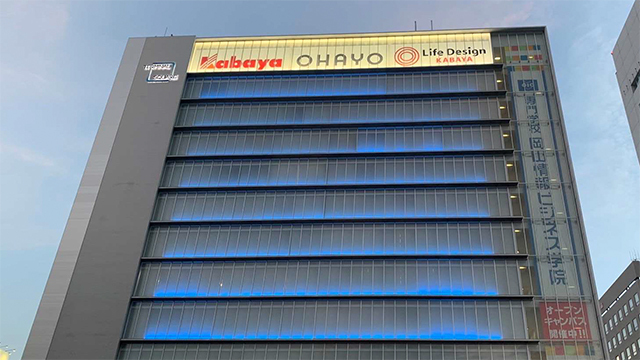 Kabaya OHAYO Life Design
KABAYA
専門学校 岡山情報ビジネス学院
オープン
キャンパス
開催中!!